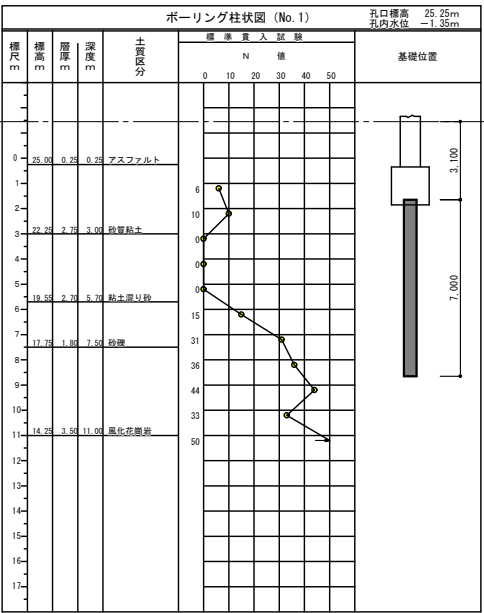 ボーリング柱状図 (No.1)
孔口標高 25.25m
孔内水位 −1.35m
標尺 m
標高 m
層厚 m
深度 m
土質区分
標準貫入試験
N 値
0 10 20 30 40 50
基礎位置
3,100
7,000
0
25.00 0.25 0.25 アスファルト
1
6
2
10
22.25 2.75 3.00 砂質粘土
3
0
4
0
5
0
19.55 2.70 5.70 粘土混り砂
6
15
7
31
17.75 1.80 7.50 砂礫
8
36
9
44
10
33
14.25 3.50 11.00 風化花崗岩
11
50
12
13
14
15
16
17